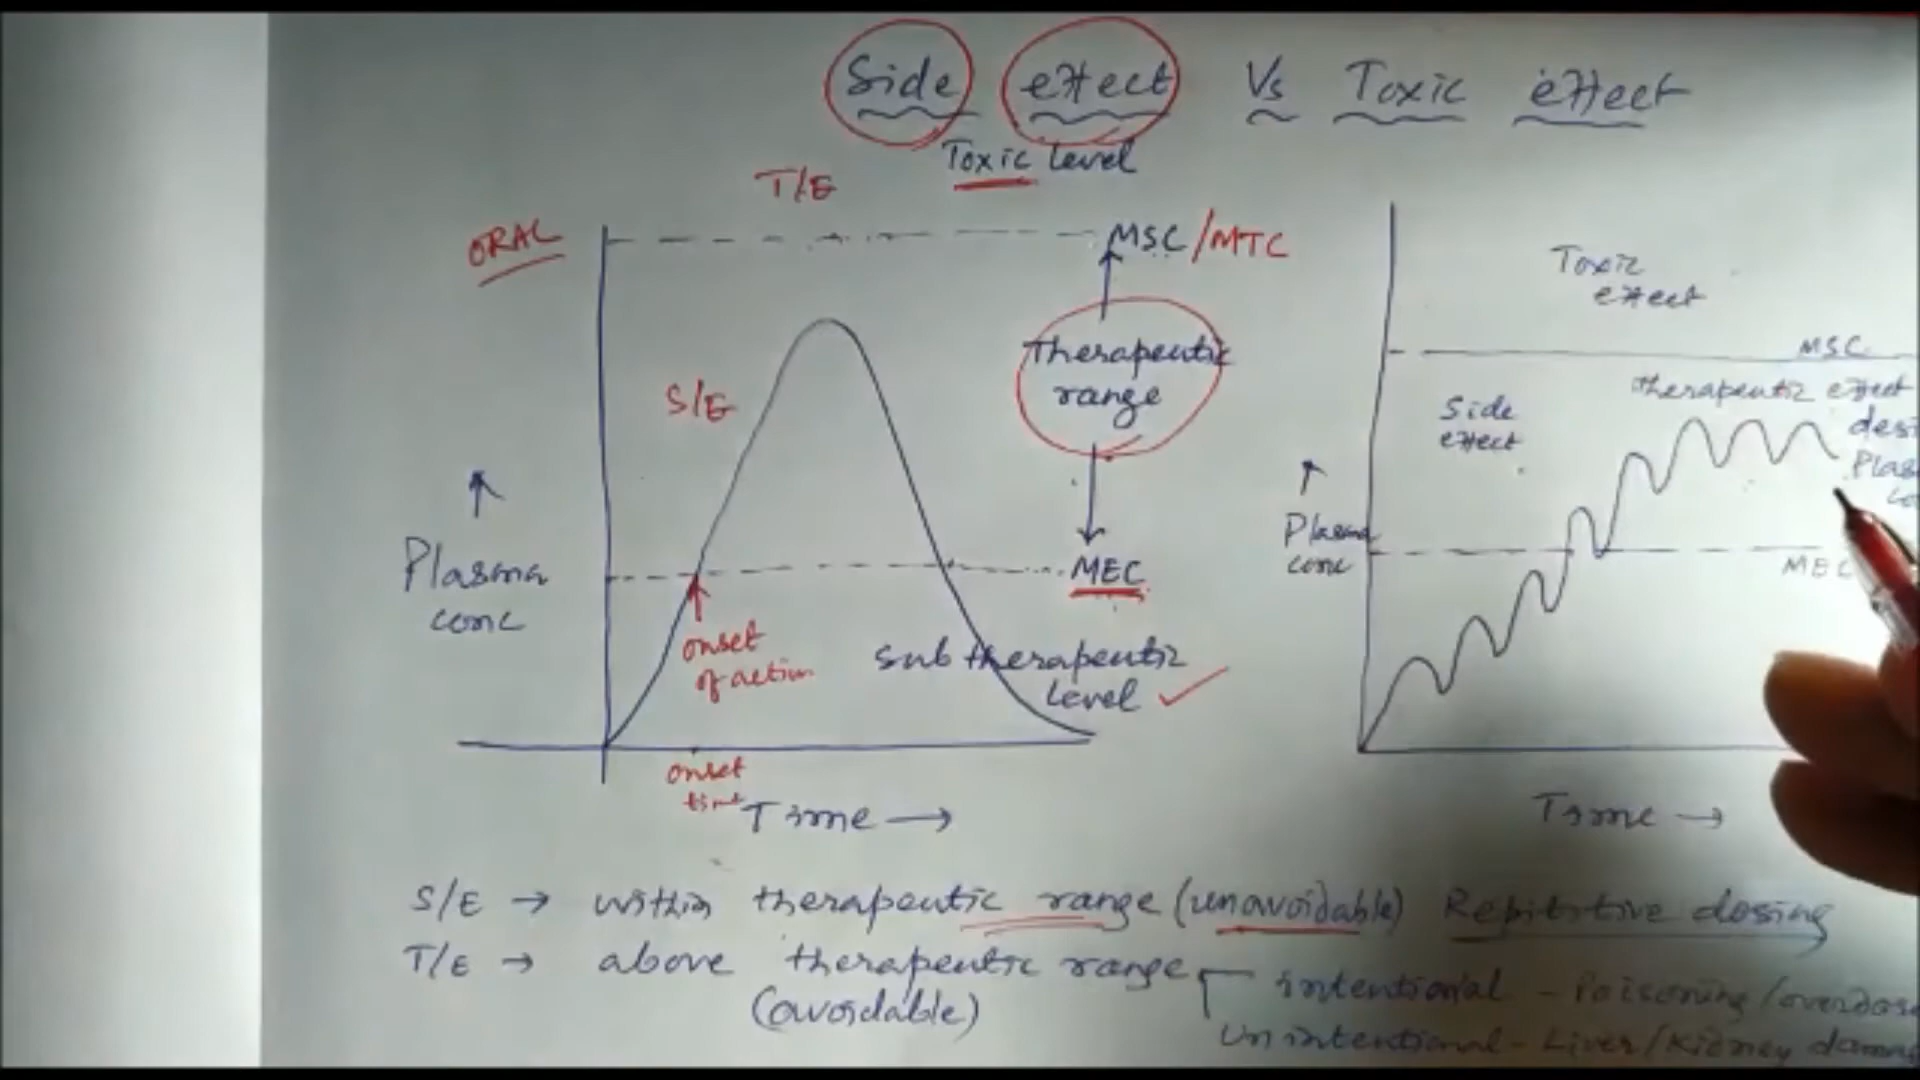 Side effect Vs Toxic effect
Toxic Level
T/E
ORAL
MSC/MTC
Therapeutic
range
S/E
MEC
Plasma
conc
onset
of action
sub therapeutic
Level
onset
time
Time
Toxic
effect
MSC
therapeutic effect
Side
effect
Plasma
conc
MEC
Time
S/E → within therapeutic range (unavoidable)
T/E → above therapeutic range
(avoidable)
Repititive dosing
intentional - Poisoning/overdose
Unintentional - Liver/Kidney